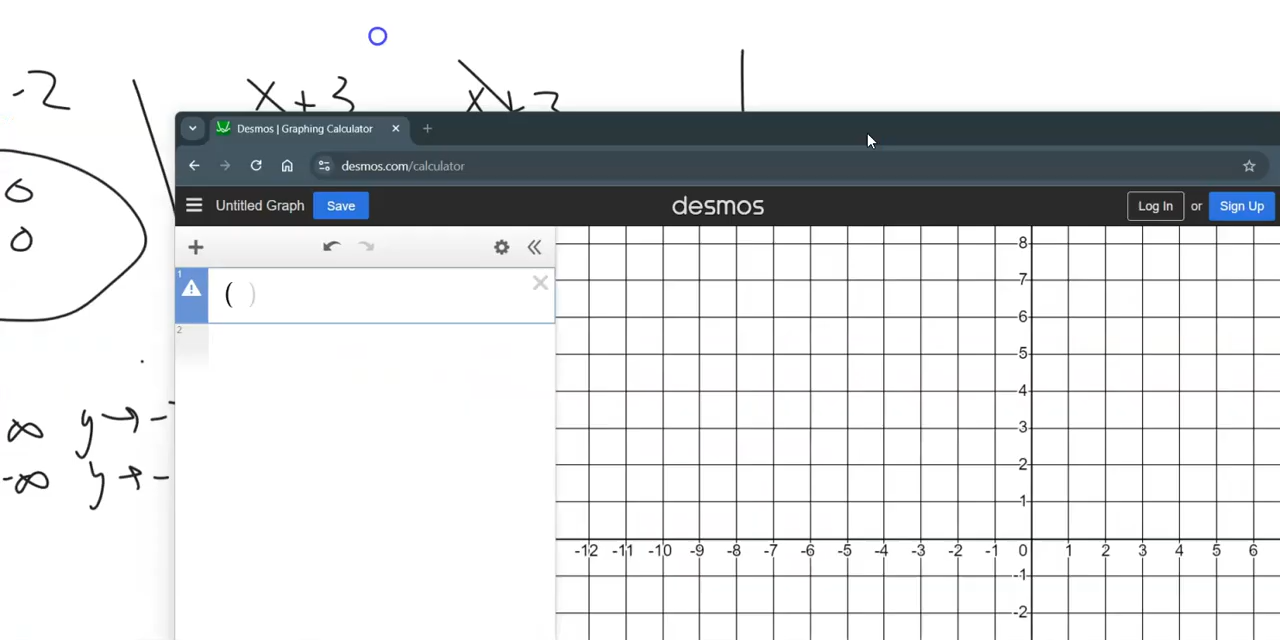 -2
x+3
Desmos | Graphing Calculator
desmos.com/calculator
Untitled Graph Save desmos Log In or Sign Up
1 ( )
2
8
7
6
5
4
3
2
1
-12 -11 -10 -9 -8 -7 -6 -5 -4 -3 -2 -1 0 1 2 3 4 5 6
-1
-2
0
0
∞ y→-
-∞ y→-